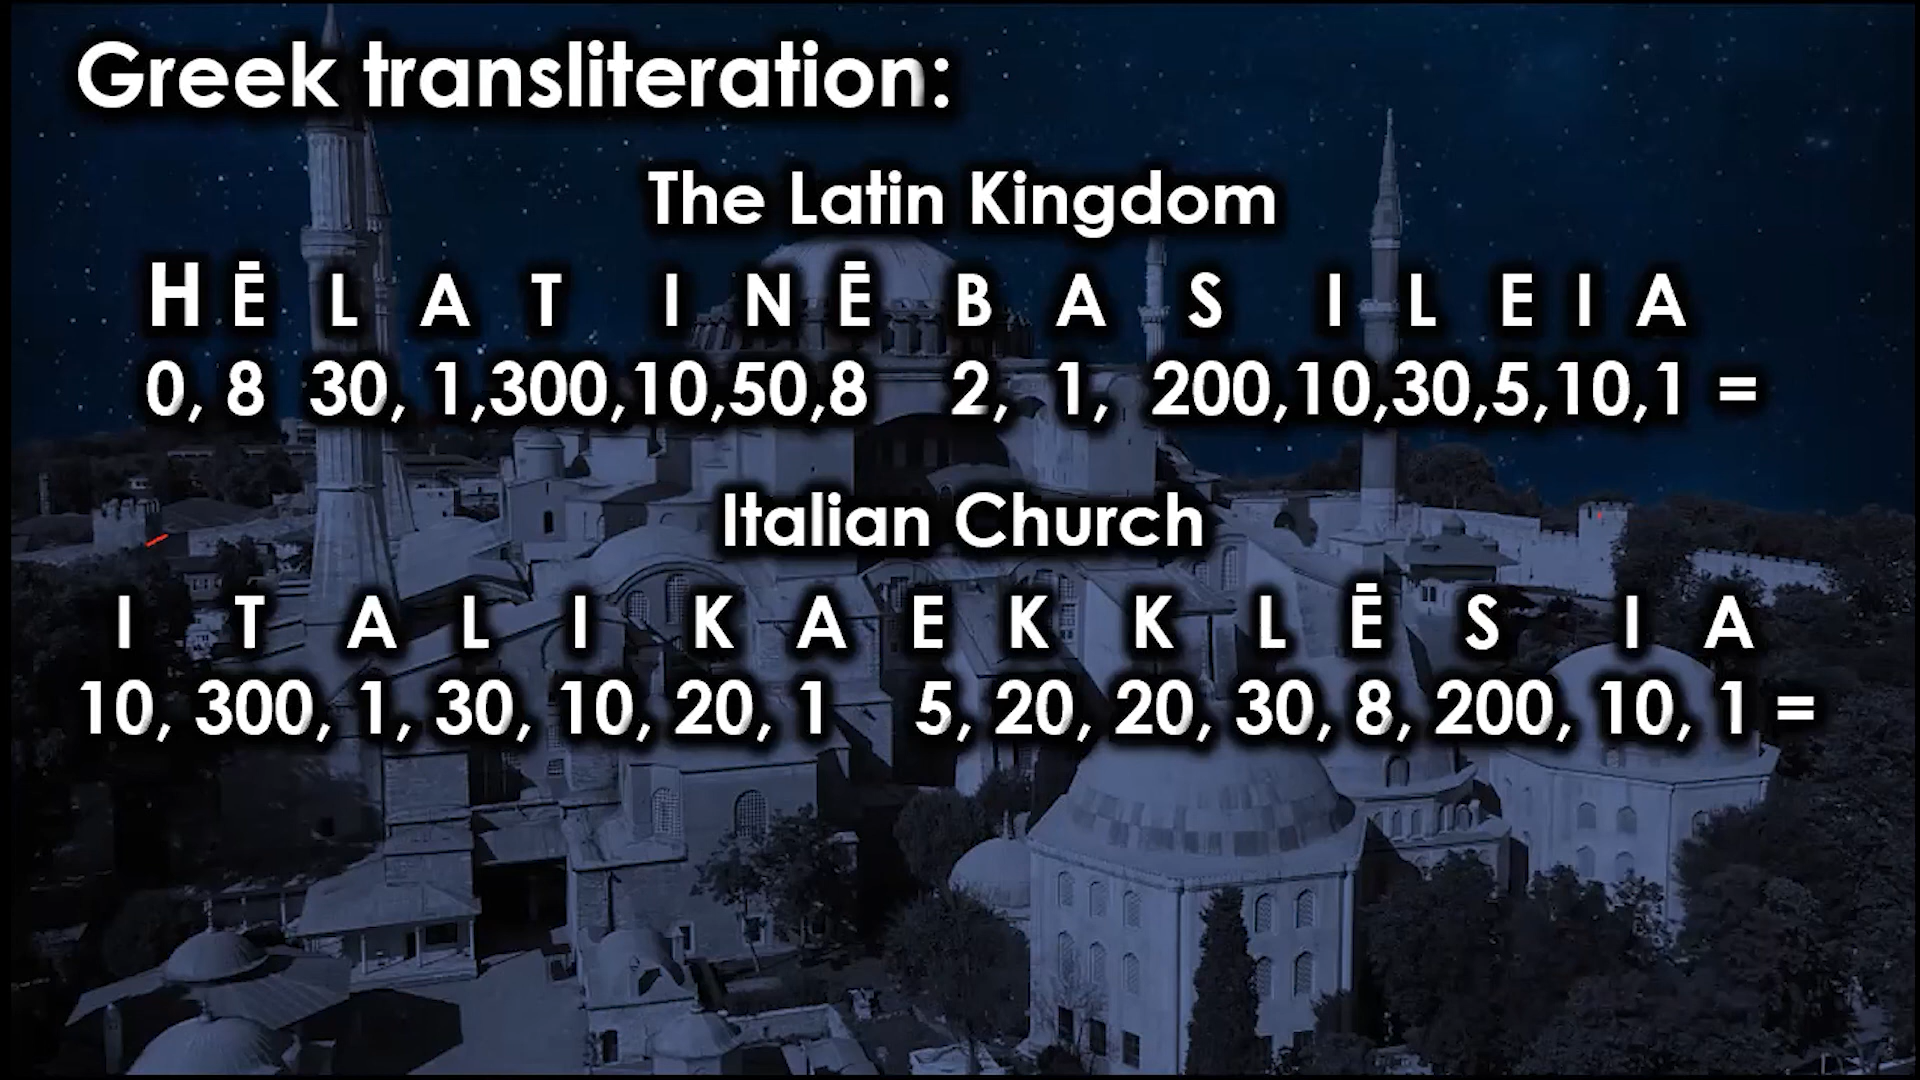 Greek transliteration:
The Latin Kingdom
H Ē L A T I N Ē B A S I L E I A
0, 8 30, 1,300,10,50,8 2, 1, 200,10,30,5,10,1 =
Italian Church
I T A L I K A E K K L Ē S I A
10, 300, 1, 30, 10, 20, 1 5, 20, 20, 30, 8, 200, 10, 1 =